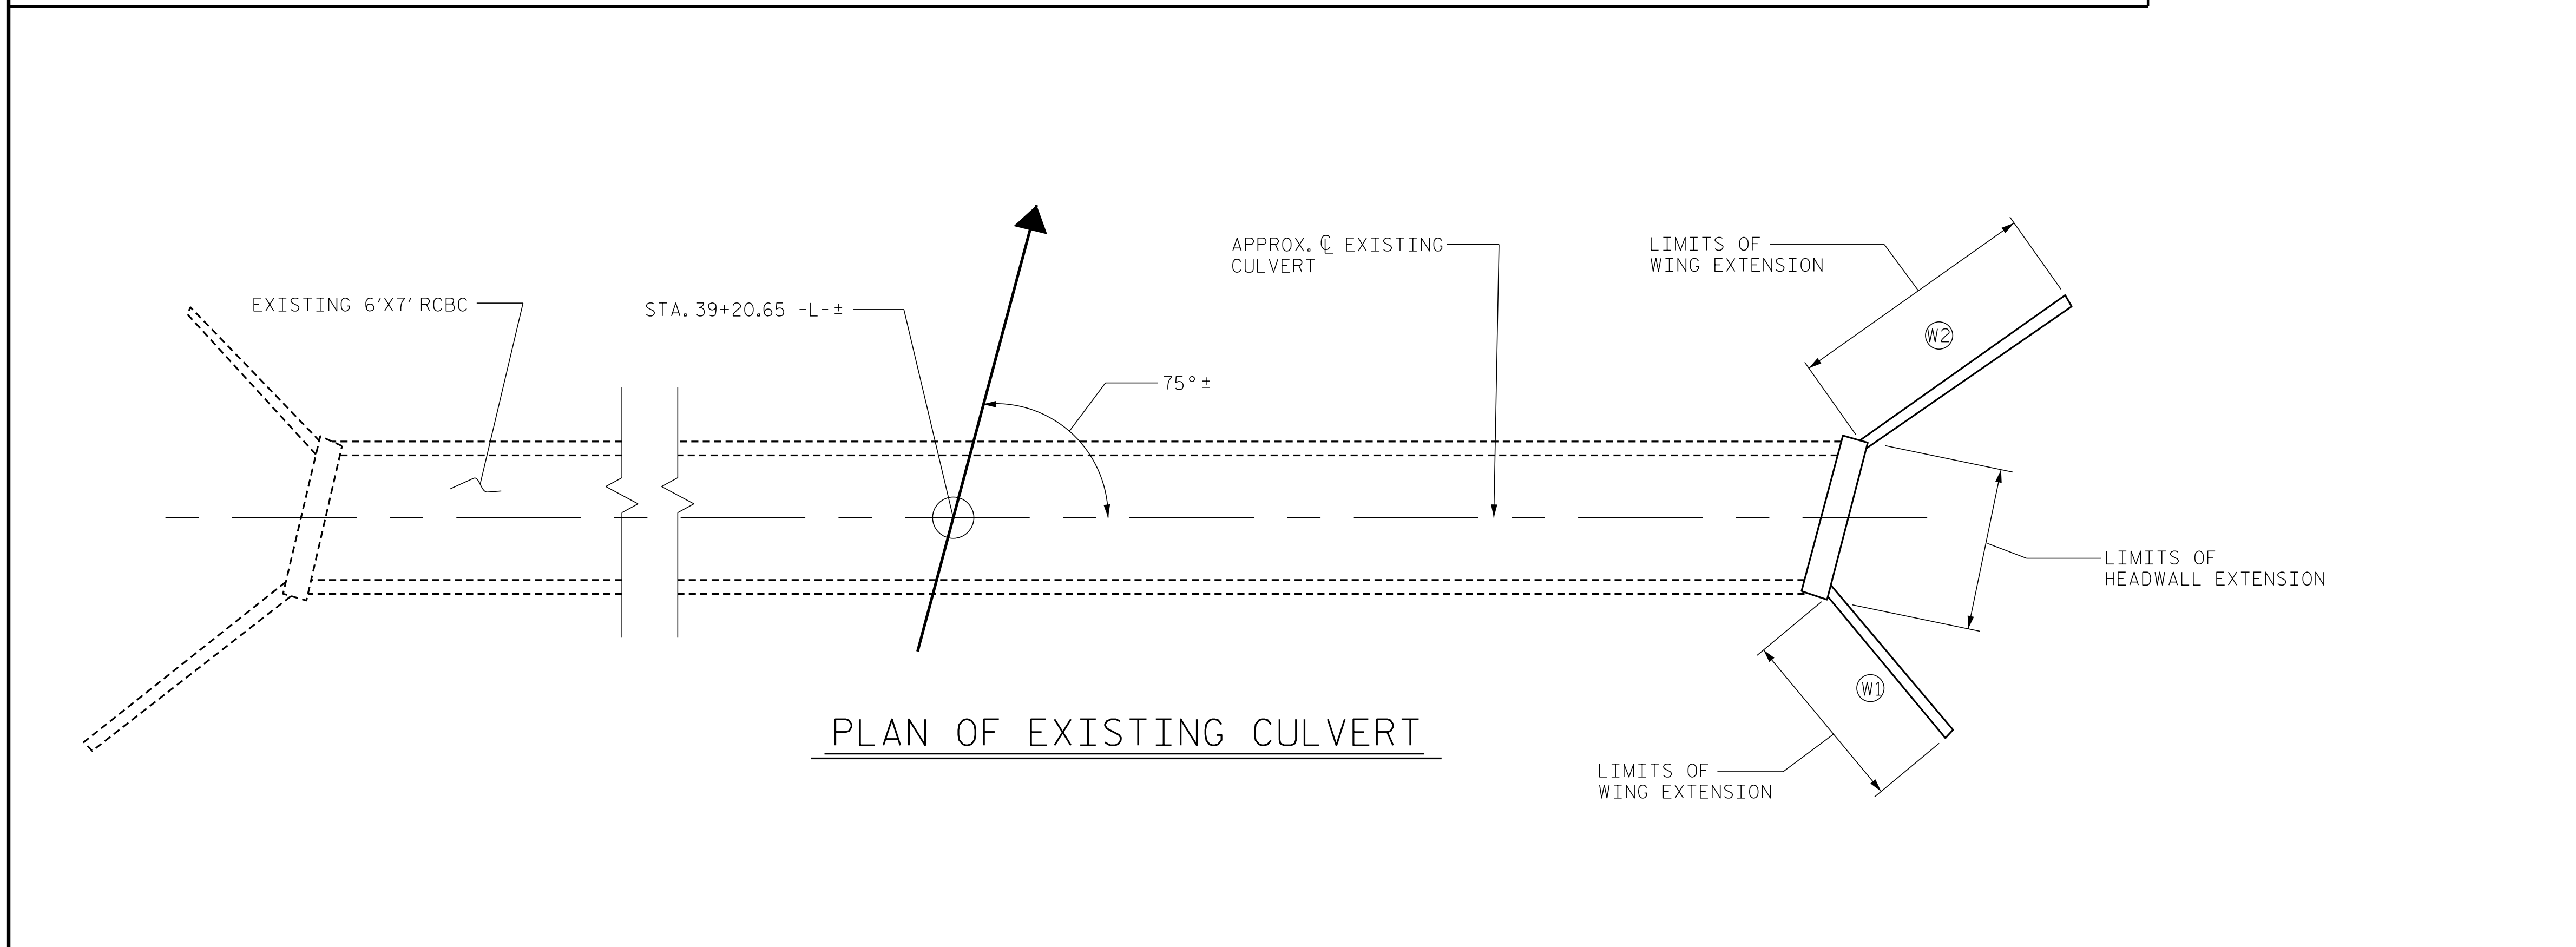 APPROX. ℄ EXISTING
CULVERT
LIMITS OF
WING EXTENSION
EXISTING 6'X7' RCBC
STA. 39+20.65 -L- ±
W2
75° ±
LIMITS OF
HEADWALL EXTENSION
W1
PLAN OF EXISTING CULVERT
LIMITS OF
WING EXTENSION